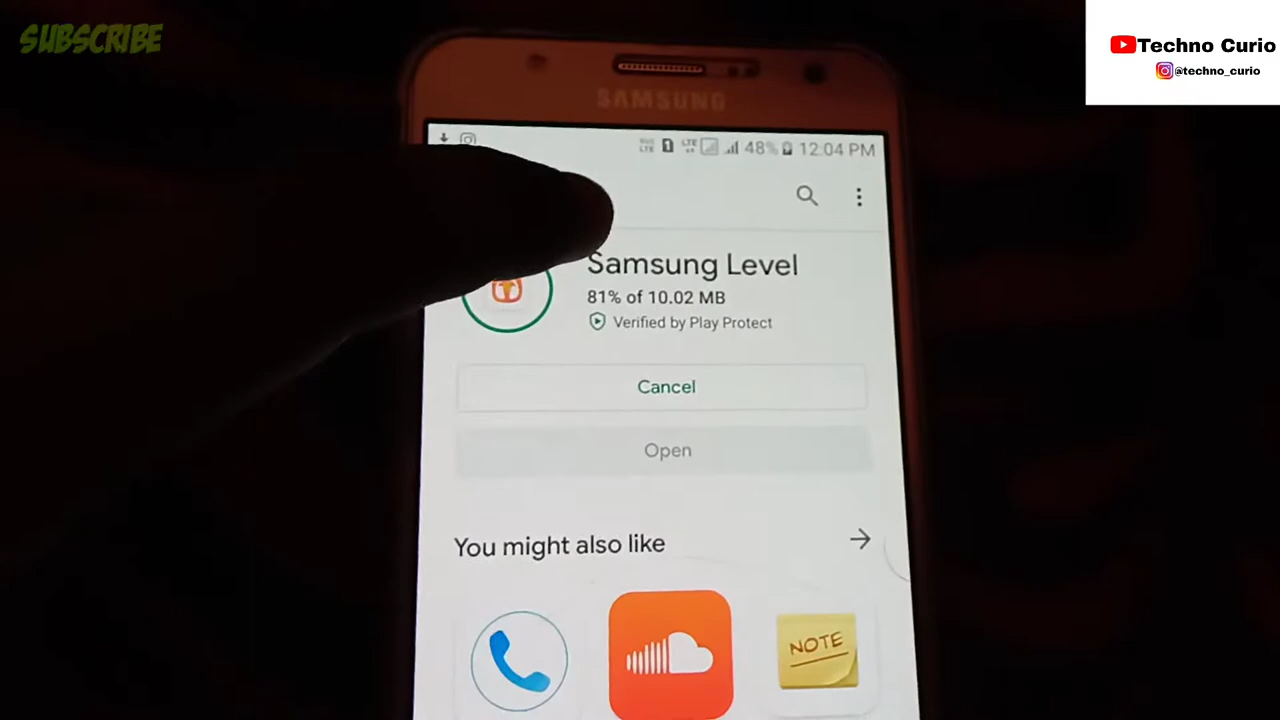 SUBSCRIBE
Techno Curio
@techno_curio
SAMSUNG
48% 12:04 PM
Samsung Level
81% of 10.02 MB
Verified by Play Protect
Cancel
Open
You might also like
NOTE